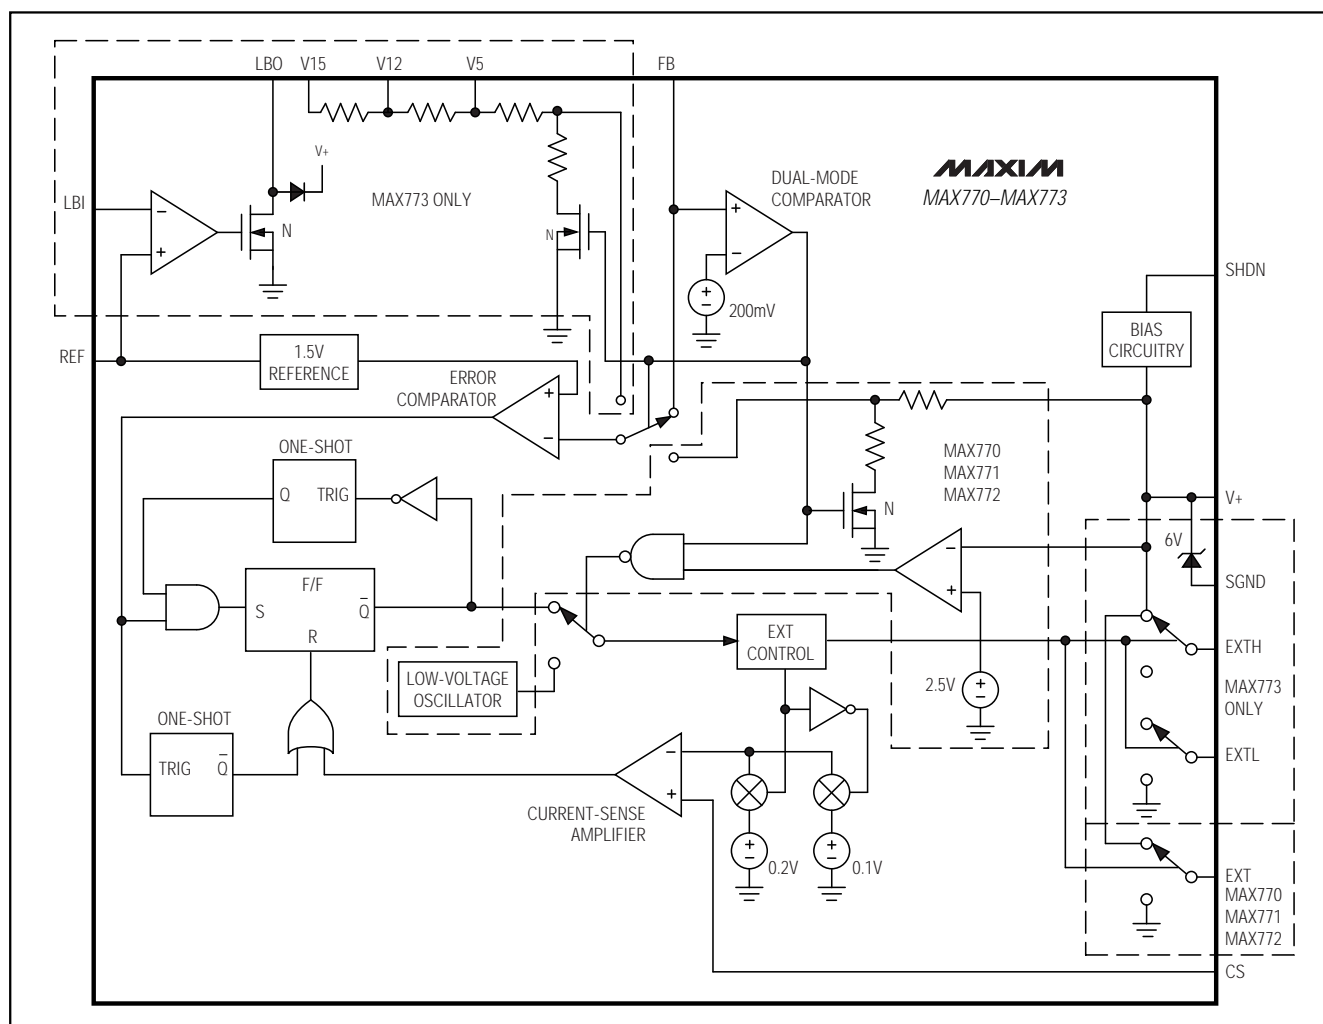 LBO V15 V12 V5 FB
V+
MAXIM
MAX770–MAX773
DUAL-MODE
COMPARATOR
MAX773 ONLY
LBI
−
+
N
N
+
−
+
−
200mV
SHDN
BIAS
CIRCUITRY
REF
1.5V
REFERENCE
ERROR
COMPARATOR
+
−
ONE-SHOT
Q TRIG
MAX770
MAX771
MAX772
N
V+
6V
SGND
−
+
F/F
S Q
R
EXT
CONTROL
EXTH
MAX773
ONLY
LOW-VOLTAGE
OSCILLATOR
2.5V
+
−
ONE-SHOT
TRIG Q
EXTL
−
+
CURRENT-SENSE
AMPLIFIER
+
−
0.2V
+
−
0.1V
EXT
MAX770
MAX771
MAX772
CS